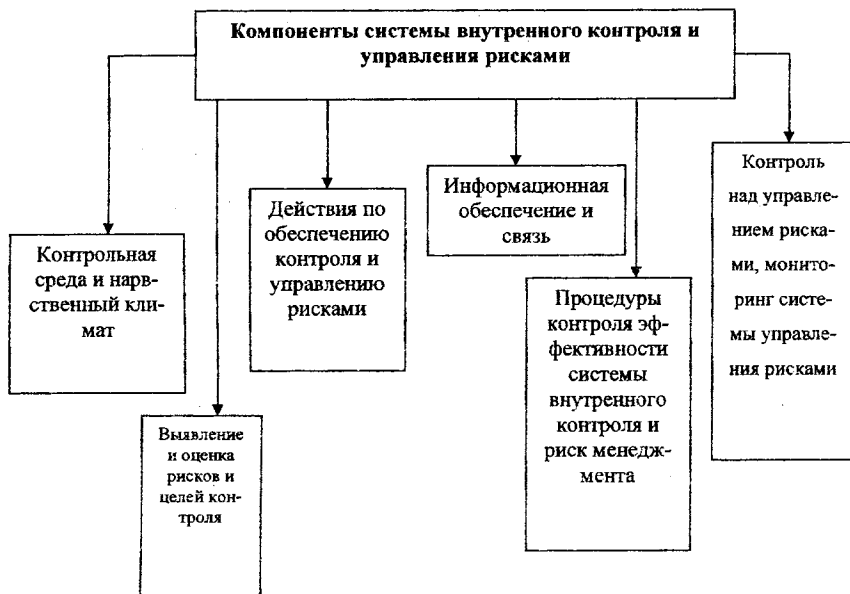 Компоненты системы внутренного контроля и
управления рисками
Контрольная
среда и нарв-
ственный кли-
мат
Выявление
и оценка
рисков и
целей кон-
троля
Действия по
обеспечению
контроля и
управлению
рисками
Информационная
обеспечение и
связь
Процедуры
контроля эф-
фективности
системы
внутренного
контроля и
риск менедж-
мента
Контроль
над управле-
нием риска-
ми, монито-
ринг систе-
мы управле-
ния рисками